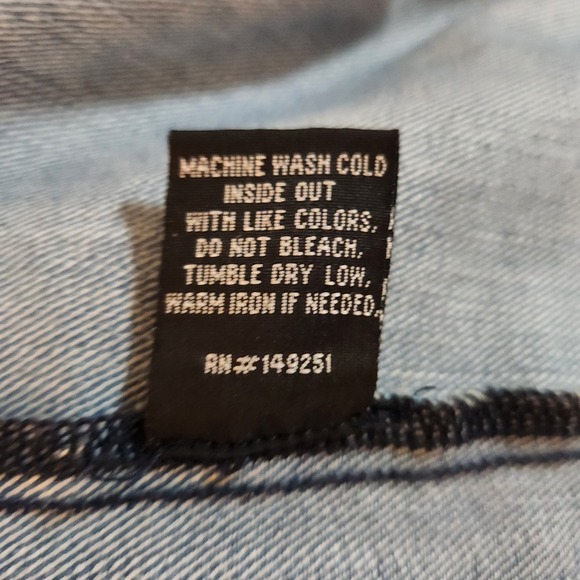 MACHINE WASH COLD
INSIDE OUT
WITH LIKE COLORS,
DO NOT BLEACH,
TUMBLE DRY LOW,
WARM IRON IF NEEDED,
RN#149251